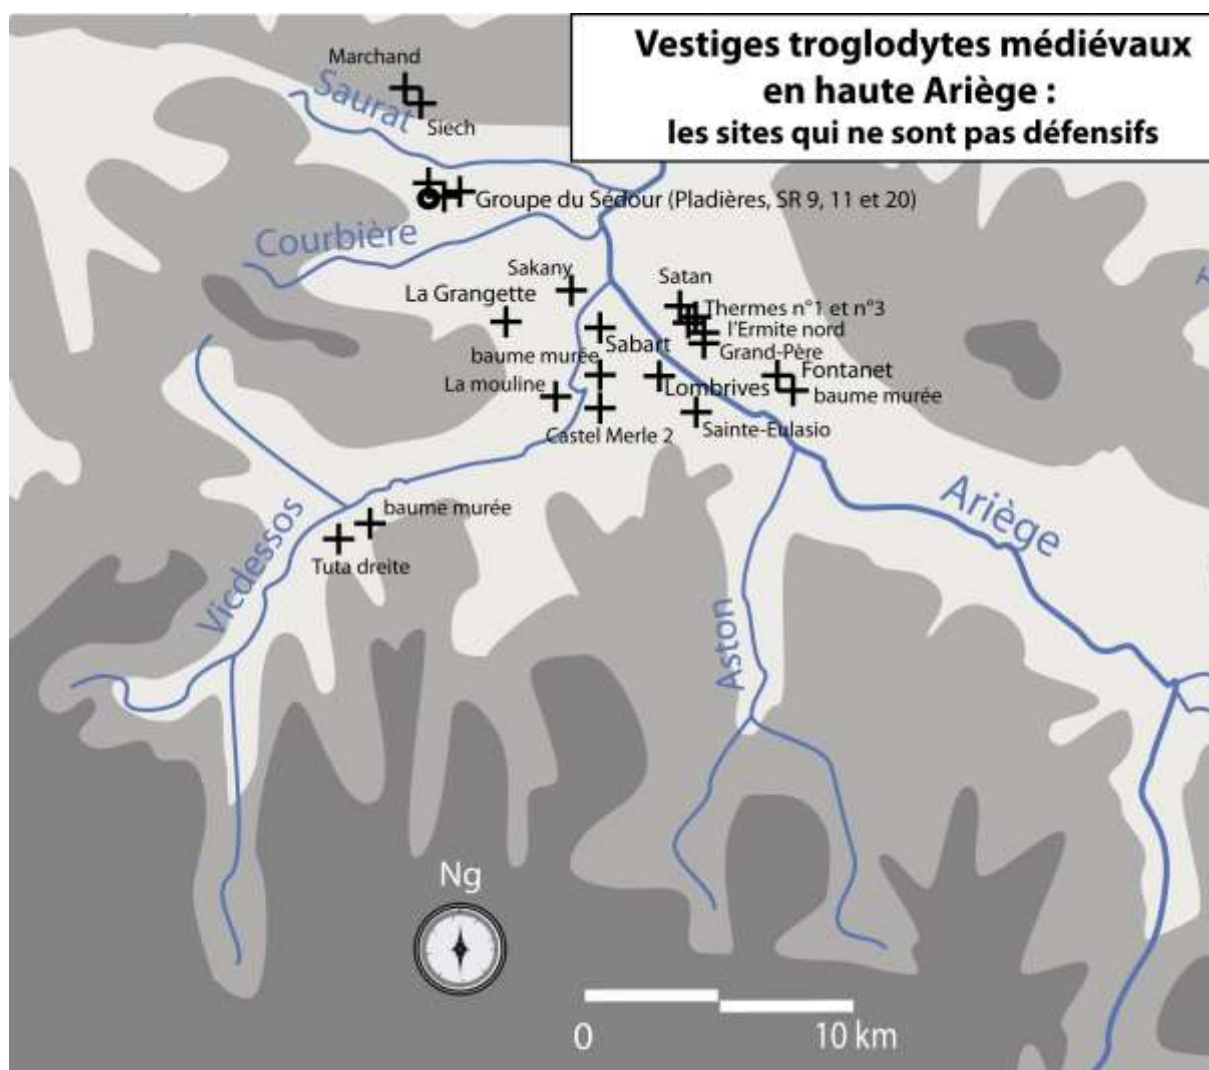 Vestiges troglodytes médiévaux
en haute Ariège :
les sites qui ne sont pas défensifs
Marchand
Saurat
Siech
Groupe du Sédour (Pladières, SR 9, 11 et 20)
Courbière
Sakany
Satan
La Grangette
Thermes n°1 et n°3
l'Ermite nord
Sabart
Grand-Père
baume murée
Fontanet
La mouline
Lombrives
baume murée
Castel Merle 2
Sainte-Eulasio
Ariège
baume murée
Vicdessos
Tuta dreite
Aston
Ng
0
10 km